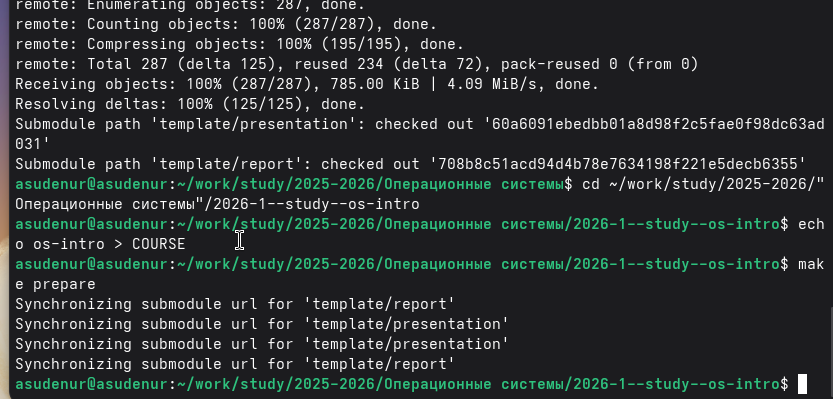 remote: Enumerating objects: 287, done.
remote: Counting objects: 100% (287/287), done.
remote: Compressing objects: 100% (195/195), done.
remote: Total 287 (delta 125), reused 234 (delta 72), pack-reused 0 (from 0)
Receiving objects: 100% (287/287), 785.00 KiB | 4.09 MiB/s, done.
Resolving deltas: 100% (125/125), done.
Submodule path 'template/presentation': checked out '60a6091ebedbb01a8d98f2c5fae0f98dc63ad
031'
Submodule path 'template/report': checked out '708b8c51acd94d4b78e7634198f221e5decb6355'
asudenur@asudenur:~/work/study/2025-2026/Операционные системы$ cd ~/work/study/2025-2026/"
Операционные системы"/2026-1--study--os-intro
asudenur@asudenur:~/work/study/2025-2026/Операционные системы/2026-1--study--os-intro$ ech
o os-intro > COURSE
asudenur@asudenur:~/work/study/2025-2026/Операционные системы/2026-1--study--os-intro$ mak
e prepare
Synchronizing submodule url for 'template/report'
Synchronizing submodule url for 'template/presentation'
Synchronizing submodule url for 'template/presentation'
Synchronizing submodule url for 'template/report'
asudenur@asudenur:~/work/study/2025-2026/Операционные системы/2026-1--study--os-intro$